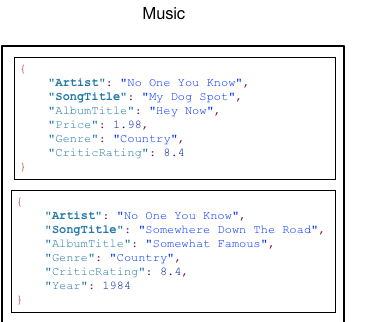 Music
{
"Artist": "No One You Know",
"SongTitle": "My Dog Spot",
"AlbumTitle": "Hey Now",
"Price": 1.98,
"Genre": "Country",
"CriticRating": 8.4
}
{
"Artist": "No One You Know",
"SongTitle": "Somewhere Down The Road",
"AlbumTitle": "Somewhat Famous",
"Genre": "Country",
"CriticRating": 8.4,
"Year": 1984
}